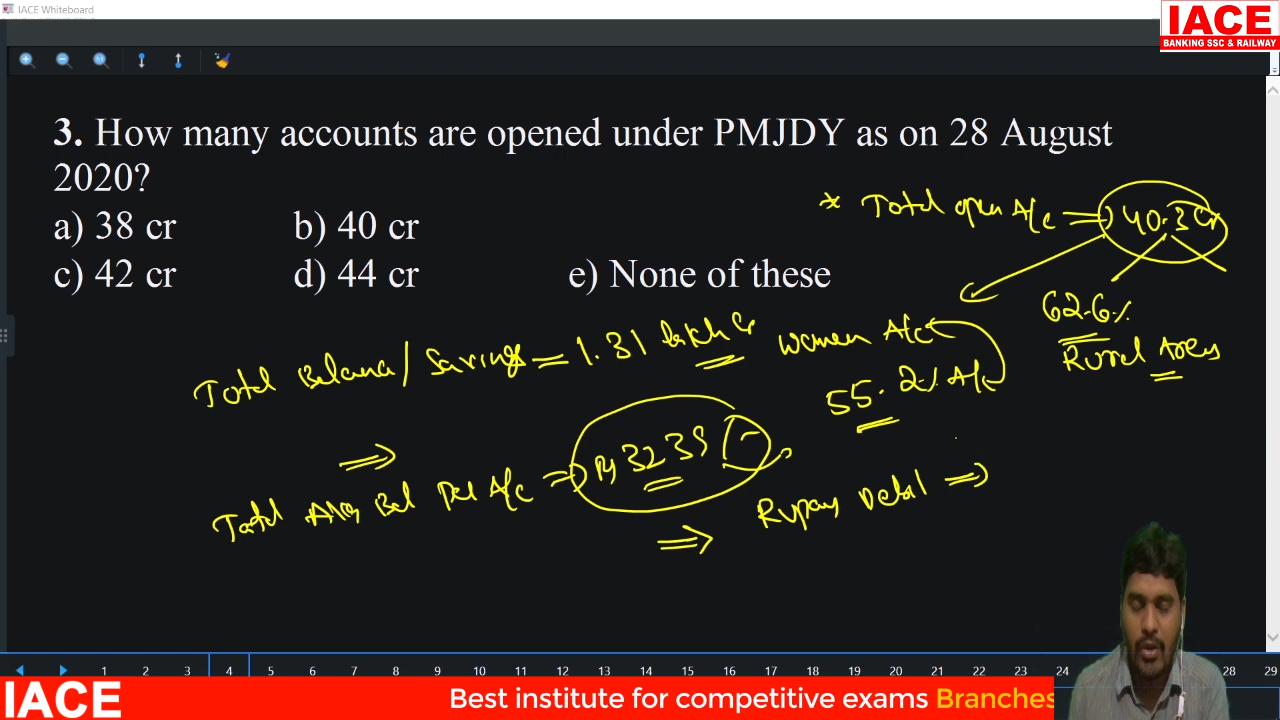 IACE Whiteboard
IACE
BANKING SSC & RAILWAY
3. How many accounts are opened under PMJDY as on 28 August
2020?
a) 38 cr b) 40 cr
c) 42 cr d) 44 cr e) None of these
* Total open A/c => 40.3 Cr
62.6%
Rural Areas
Total Balance/Savings = 1.31 lakh Cr
women A/c
55.2% A/c
=> Total Avg Bal Per A/c => 3239
=> Rupay Debit =>
1 2 3 4 5 6 7 8 9 10 11 12 13 14 15 16 17 18 19 20 21 22 23 24 28 29
IACE
Best institute for competitive exams Branches